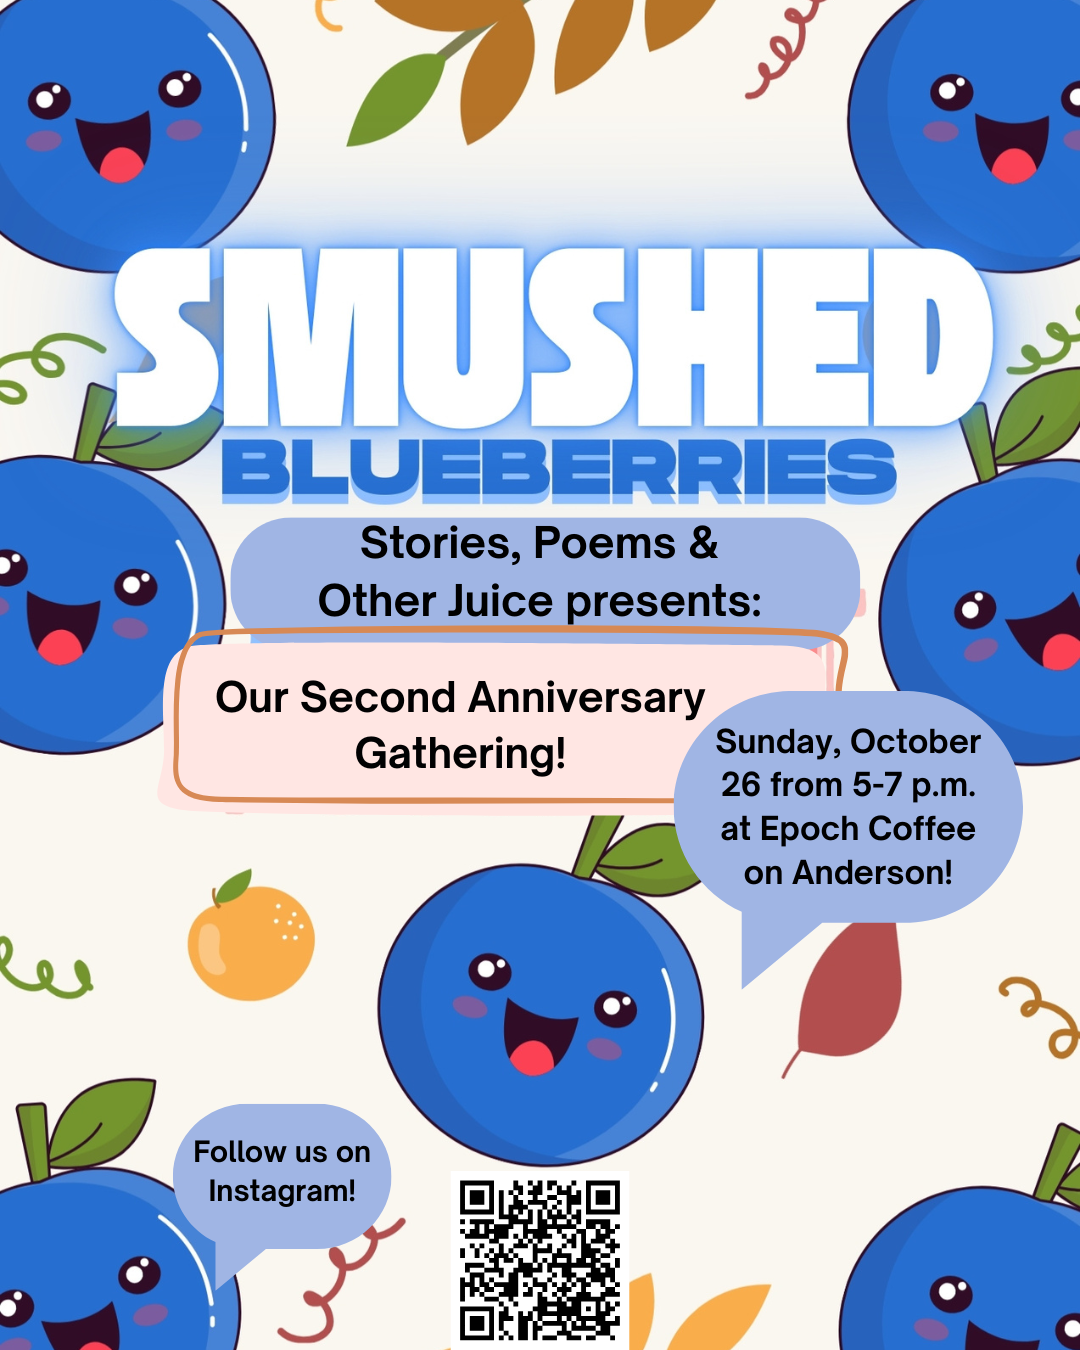 SMUSHED
BLUEBERRIES
Stories, Poems &
Other Juice presents:
Our Second Anniversary
Gathering!
Sunday, October
26 from 5-7 p.m.
at Epoch Coffee
on Anderson!
Follow us on
Instagram!